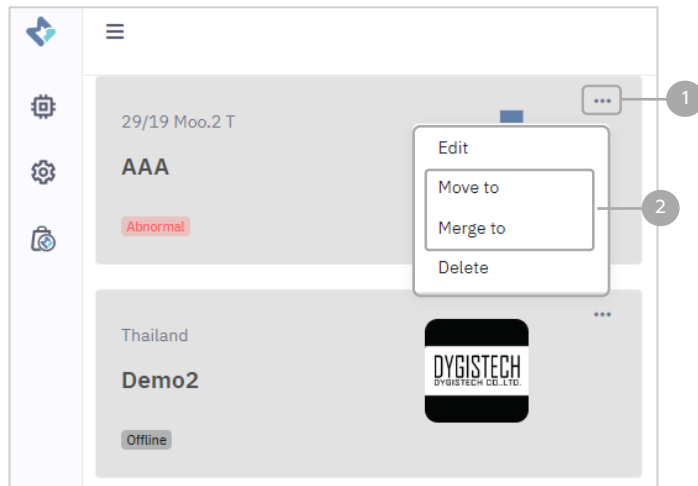 1
29/19 Moo.2 T
Edit
AAA
Move to
2
Merge to
Abnormal
Delete
Thailand
DYGISTECH
DYGISTECH CO.,LTD.
Demo2
Offline